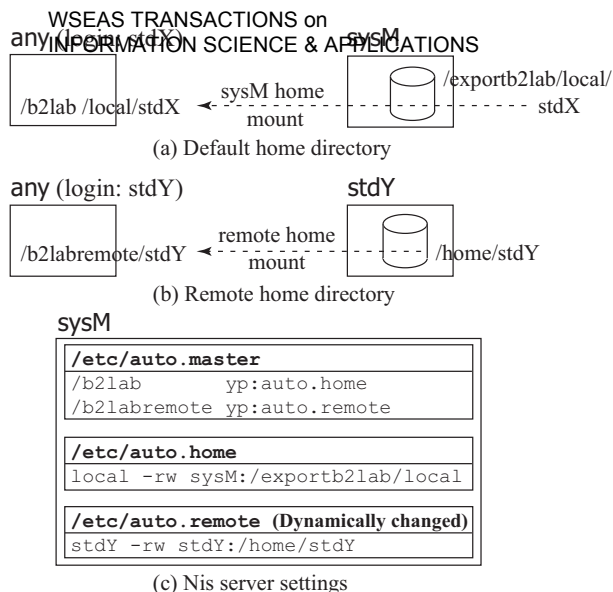 WSEAS TRANSACTIONS on
INFORMATION SCIENCE & APPLICATIONS
any (login: stdX)
sysM
/exportb2lab/local/
stdX
/b2lab /local/stdX
sysM home
mount
(a) Default home directory
any (login: stdY)
stdY
/b2labremote/stdY
remote home
mount
/home/stdY
(b) Remote home directory
sysM
/etc/auto.master
/b2lab yp:auto.home
/b2labremote yp:auto.remote
/etc/auto.home
local -rw sysM:/exportb2lab/local
/etc/auto.remote (Dynamically changed)
stdY -rw stdY:/home/stdY
(c) Nis server settings